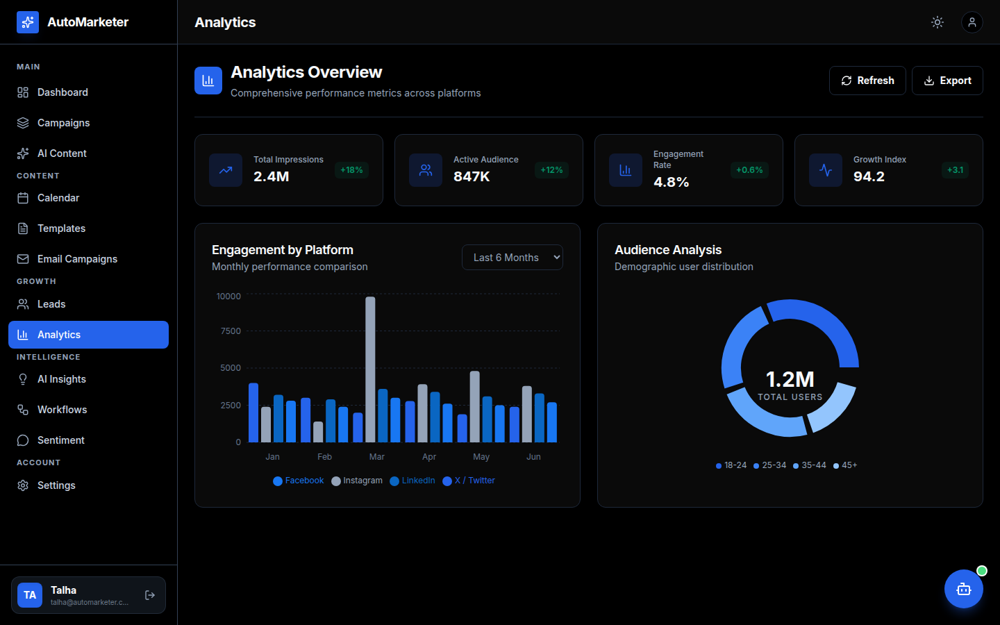 AutoMarketer
Analytics
MAIN
Dashboard
Campaigns
AI Content
CONTENT
Calendar
Templates
Email Campaigns
GROWTH
Leads
Analytics
INTELLIGENCE
AI Insights
Workflows
Sentiment
ACCOUNT
Settings
TA
Talha
talha@automarketer.c...
Analytics Overview
Comprehensive performance metrics across platforms
Refresh
Export
Total Impressions
2.4M
+18%
Active Audience
847K
+12%
Engagement
Rate
4.8%
+0.6%
Growth Index
94.2
+3.1
Engagement by Platform
Monthly performance comparison
Last 6 Months
10000
7500
5000
2500
0
Jan Feb Mar Apr May Jun
Facebook Instagram LinkedIn X / Twitter
Audience Analysis
Demographic user distribution
1.2M
TOTAL USERS
18-24 25-34 35-44 45+